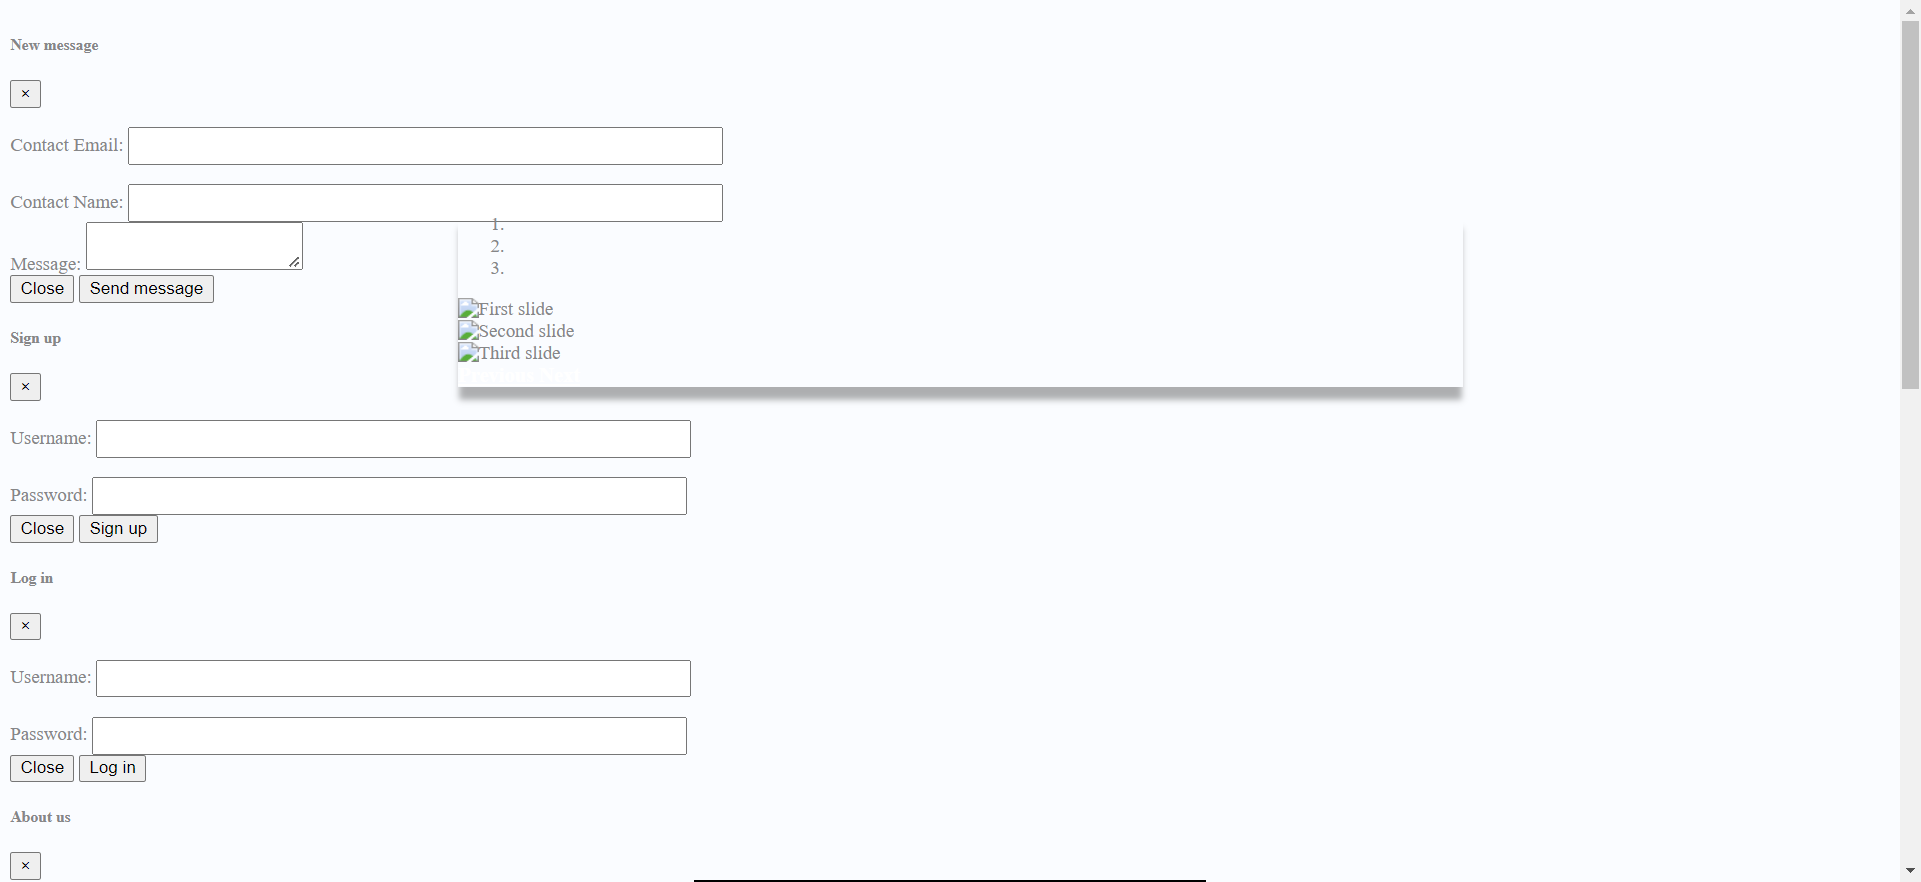 New message
×
Contact Email:
Contact Name:
Message:
Close Send message
1.
2.
3.
First slide
Second slide
Third slide
Sign up
×
Username:
Password:
Close Sign up
Log in
×
Username:
Password:
Close Log in
About us
×